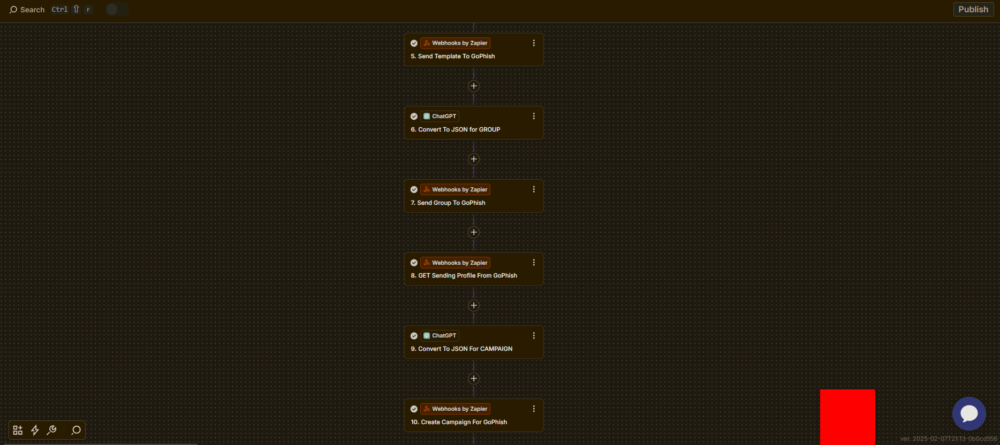 Search Ctrl ⇧ F
Publish
Webhooks by Zapier
5. Send Template To GoPhish
ChatGPT
6. Convert To JSON for GROUP
Webhooks by Zapier
7. Send Group To GoPhish
Webhooks by Zapier
8. GET Sending Profile From GoPhish
ChatGPT
9. Convert To JSON For CAMPAIGN
Webhooks by Zapier
10. Create Campaign For GoPhish
ver. 2025-02-07T21:13-0b0cd556